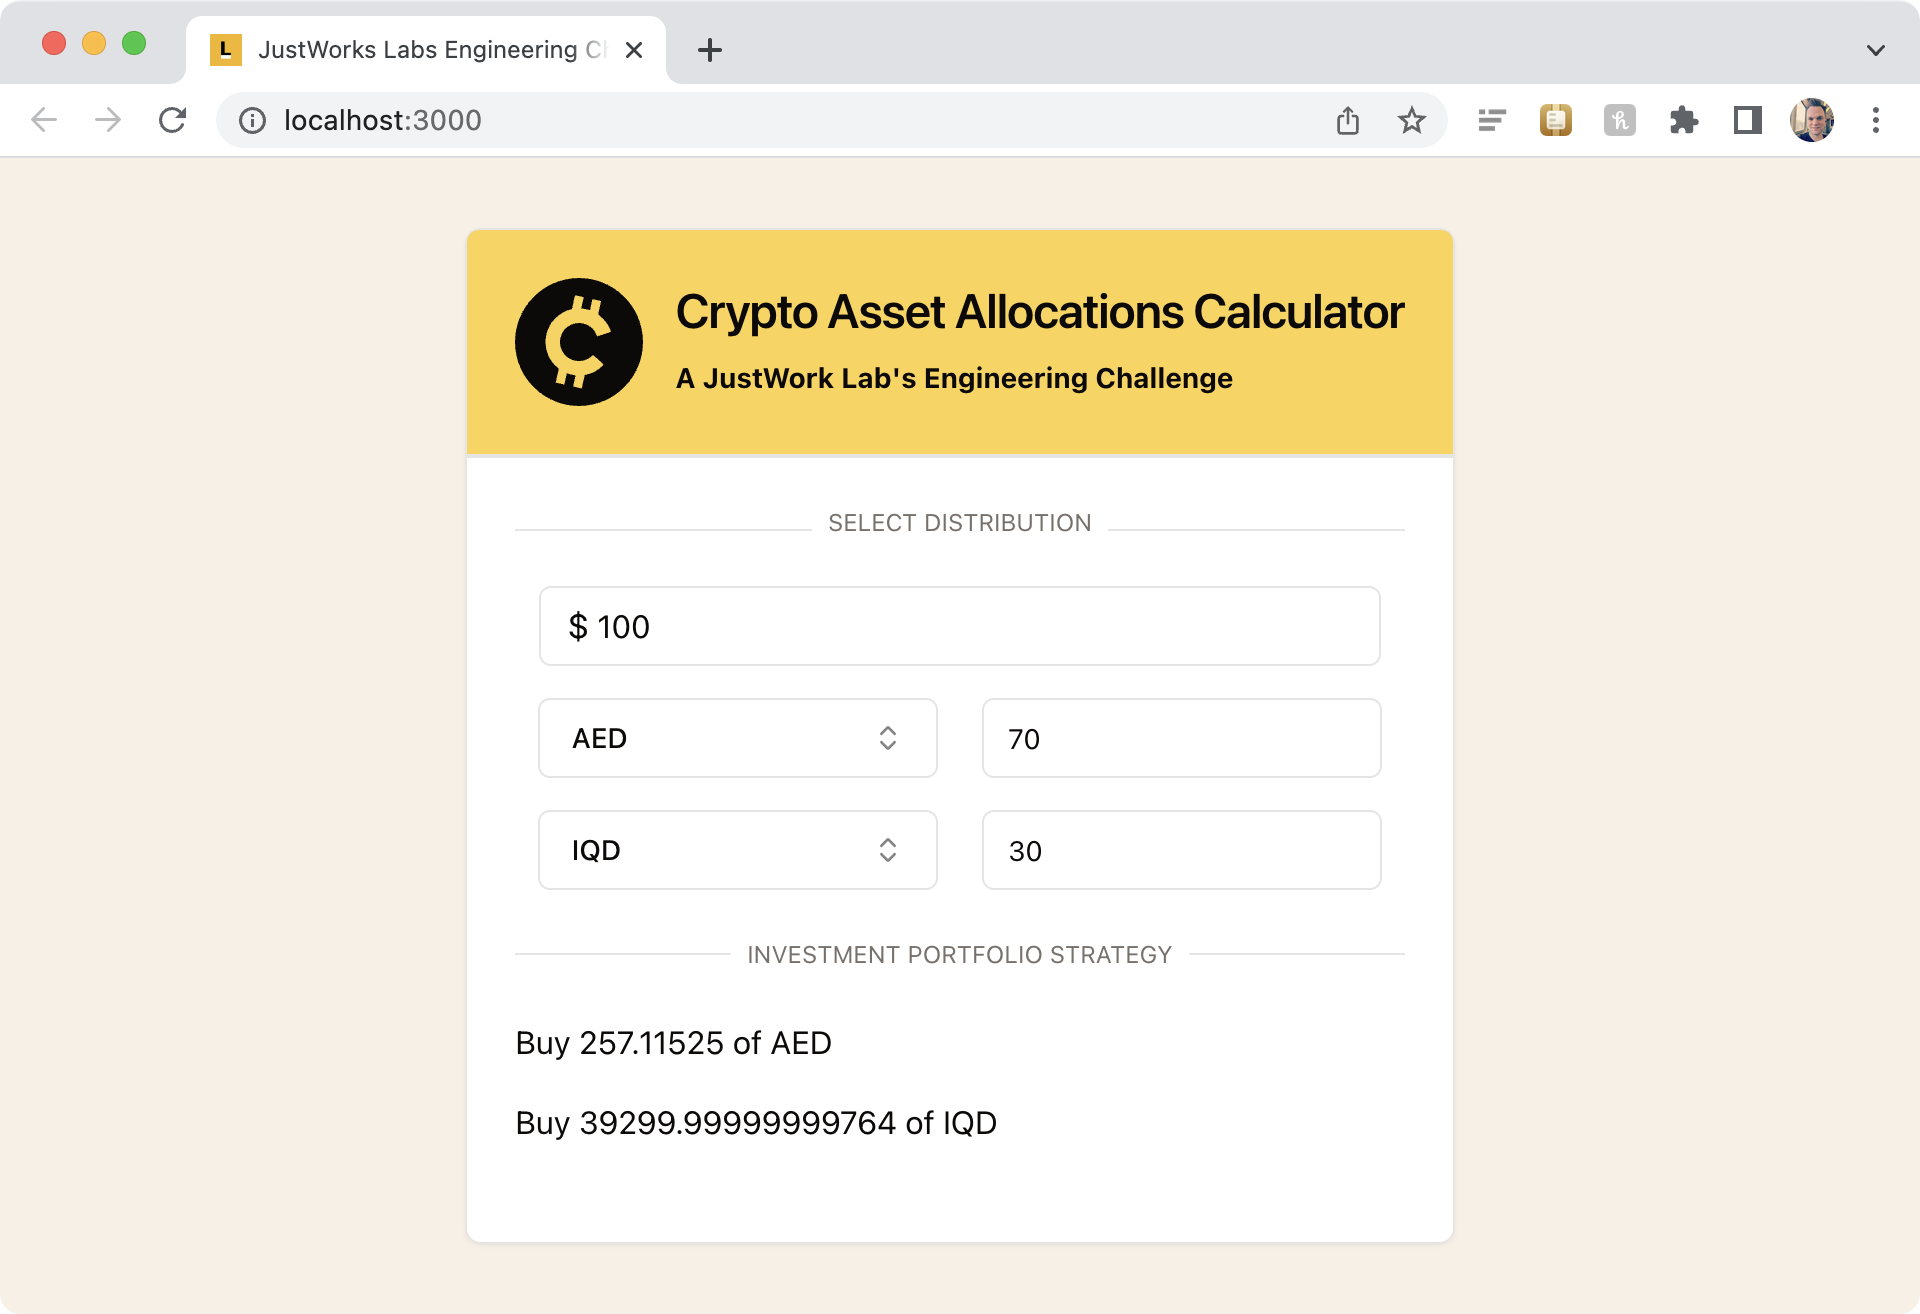 L JustWorks Labs Engineering
localhost:3000
Crypto Asset Allocations Calculator
A JustWork Lab's Engineering Challenge
SELECT DISTRIBUTION
$ 100
AED 70
IQD 30
INVESTMENT PORTFOLIO STRATEGY
Buy 257.11525 of AED
Buy 39299.99999999764 of IQD